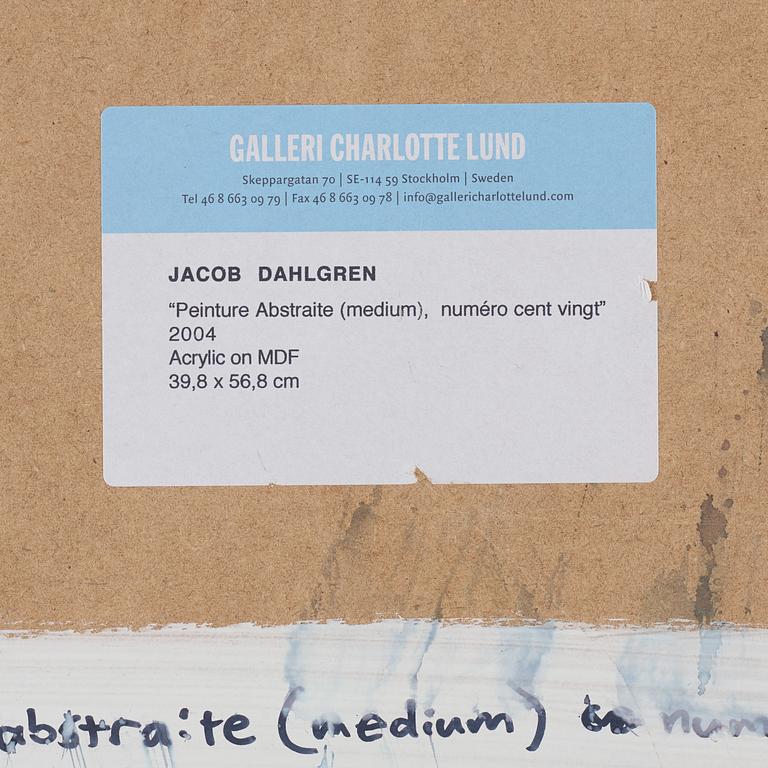 GALLERI CHARLOTTE LUND
Skeppargatan 70 | SE-114 59 Stockholm | Sweden
Tel 46 8 663 09 79 | Fax 46 8 663 09 78 | info@gallericharlottelund.com
JACOB DAHLGREN
“Peinture Abstraite (medium), numéro cent vingt”
2004
Acrylic on MDF
39,8 x 56,8 cm
abstraite (medium) num